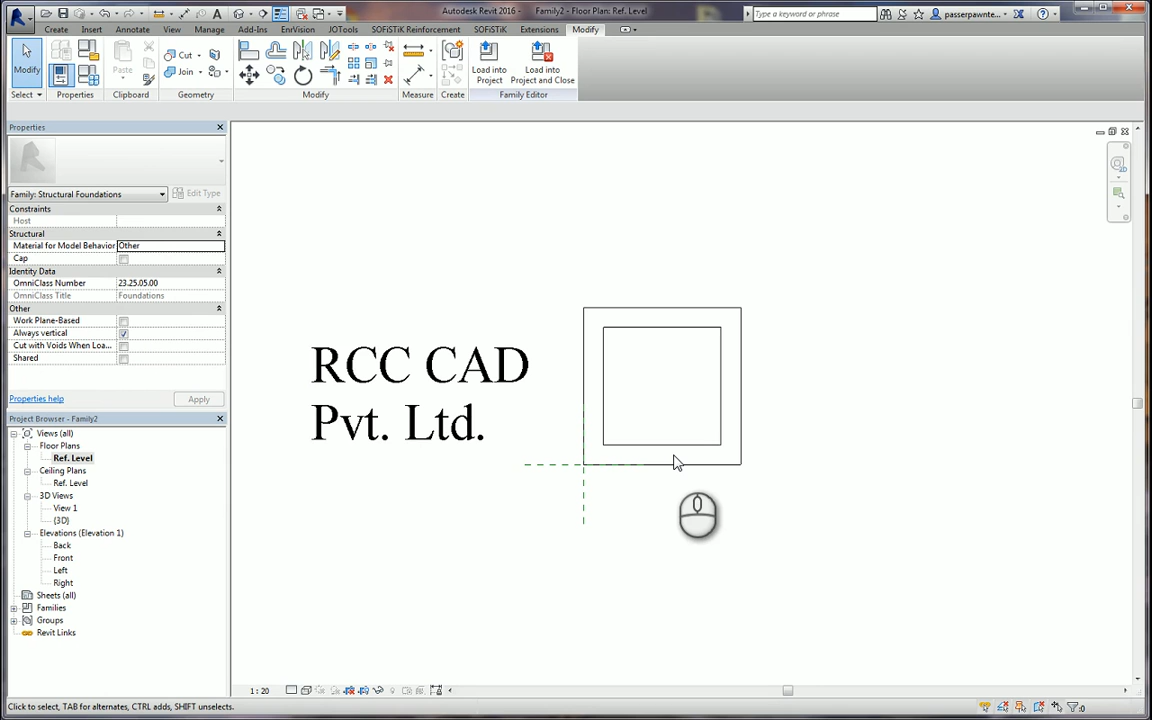 Autodesk Revit 2016 - Family2 - Floor Plan: Ref. Level
Type a keyword or phrase
passerpawnte...
Create Insert Annotate View Manage Add-Ins EnVision JOTools SOFiSTiK Reinforcement SOFiSTiK Extensions Modify
Modify
Paste
Cut
Join
Load into
Project
Load into
Project and Close
Select Properties Clipboard Geometry Modify Measure Create Family Editor
Properties
Family: Structural Foundations
Edit Type
Constraints
Host
Structural
Material for Model Behavior Other
Cap
Identity Data
OmniClass Number 23.25.05.00
OmniClass Title Foundations
Other
Work Plane-Based
Always vertical
Cut with Voids When Loa...
Shared
Properties help
Apply
Project Browser - Family2
Views (all)
Floor Plans
Ref. Level
Ceiling Plans
Ref. Level
3D Views
View 1
{3D}
Elevations (Elevation 1)
Back
Front
Left
Right
Sheets (all)
Families
Groups
Revit Links
RCC CAD
Pvt. Ltd.
1 : 20
Click to select, TAB for alternates, CTRL adds, SHIFT unselects.
:0